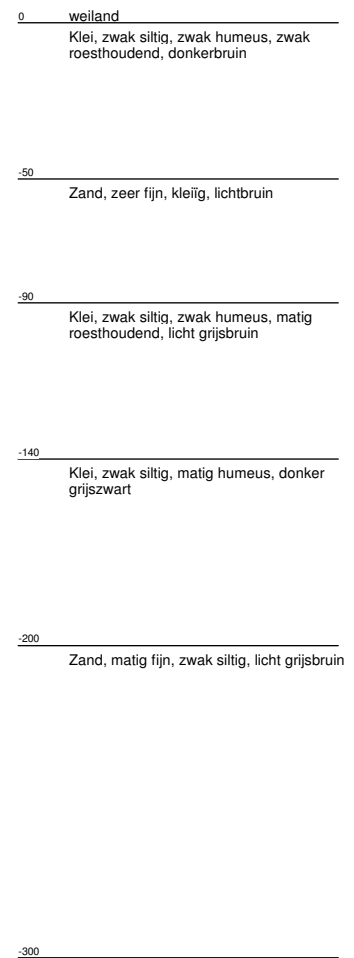 0 weiland
Klei, zwak siltig, zwak humeus, zwak
roesthoudend, donkerbruin
-50
Zand, zeer fijn, kleiïg, lichtbruin
-90
Klei, zwak siltig, zwak humeus, matig
roesthoudend, licht grijsbruin
-140
Klei, zwak siltig, matig humeus, donker
grijszwart
-200
Zand, matig fijn, zwak siltig, licht grijsbruin
-300